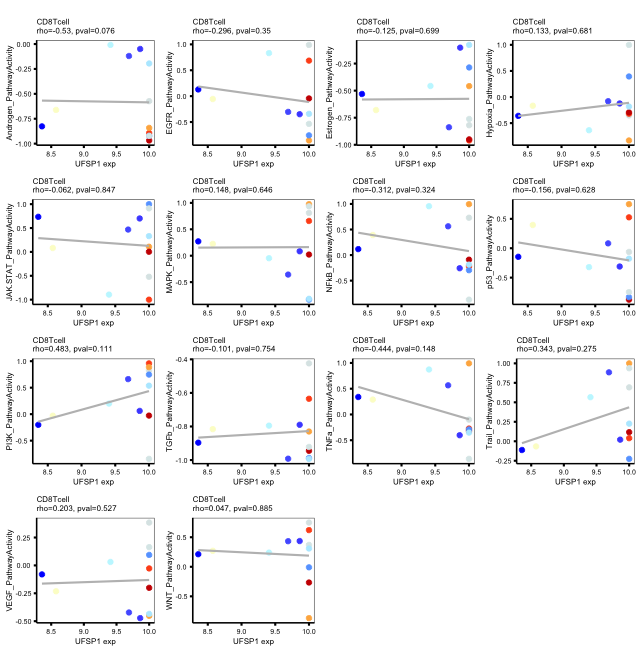 CD8Tcell
rho=-0.53, pval=0.076
Androgen_PathwayActivity
0.00
-0.25
-0.50
-0.75
-1.00
8.5 9.0 9.5 10.0
UFSP1 exp
CD8Tcell
rho=-0.296, pval=0.35
EGFR_PathwayActivity
1.0
0.5
0.0
-0.5
8.5 9.0 9.5 10.0
UFSP1 exp
CD8Tcell
rho=-0.125, pval=0.699
Estrogen_PathwayActivity
-0.25
-0.50
-0.75
-1.00
8.5 9.0 9.5 10.0
UFSP1 exp
CD8Tcell
rho=0.133, pval=0.681
Hypoxia_PathwayActivity
1.0
0.5
0.0
-0.5
8.5 9.0 9.5 10.0
UFSP1 exp
CD8Tcell
rho=-0.062, pval=0.847
JAK.STAT_PathwayActivity
1.0
0.5
0.0
-0.5
-1.0
8.5 9.0 9.5 10.0
UFSP1 exp
CD8Tcell
rho=0.148, pval=0.646
MAPK_PathwayActivity
1.0
0.5
0.0
-0.5
8.5 9.0 9.5 10.0
UFSP1 exp
CD8Tcell
rho=-0.312, pval=0.324
NFkB_PathwayActivity
1.0
0.5
0.0
-0.5
8.5 9.0 9.5 10.0
UFSP1 exp
CD8Tcell
rho=-0.156, pval=0.628
p53_PathwayActivity
0.5
0.0
-0.5
8.5 9.0 9.5 10.0
UFSP1 exp
CD8Tcell
rho=0.483, pval=0.111
PI3K_PathwayActivity
1.0
0.5
0.0
-0.5
8.5 9.0 9.5 10.0
UFSP1 exp
CD8Tcell
rho=-0.101, pval=0.754
TGFb_PathwayActivity
-0.4
-0.6
-0.8
-1.0
8.5 9.0 9.5 10.0
UFSP1 exp
CD8Tcell
rho=-0.444, pval=0.148
TNFa_PathwayActivity
1.0
0.5
0.0
-0.5
8.5 9.0 9.5 10.0
UFSP1 exp
CD8Tcell
rho=0.343, pval=0.275
Trail_PathwayActivity
1.00
0.75
0.50
0.25
0.00
-0.25
8.5 9.0 9.5 10.0
UFSP1 exp
CD8Tcell
rho=0.203, pval=0.527
VEGF_PathwayActivity
0.25
0.00
-0.25
-0.50
8.5 9.0 9.5 10.0
UFSP1 exp
CD8Tcell
rho=0.047, pval=0.885
WNT_PathwayActivity
0.5
0.0
-0.5
8.5 9.0 9.5 10.0
UFSP1 exp